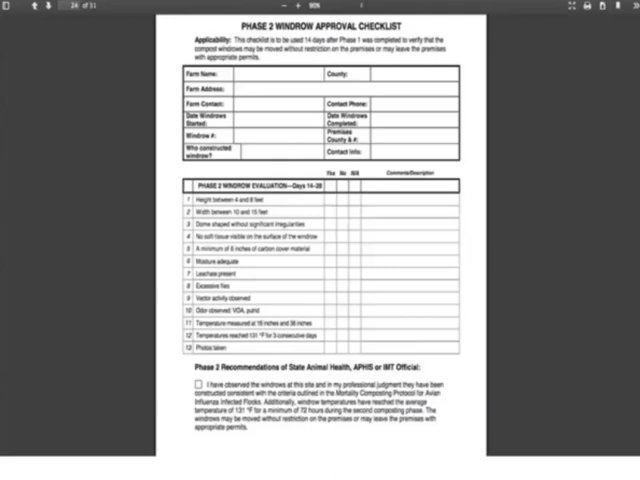 24 of 31
90%
PHASE 2 WINDROW APPROVAL CHECKLIST
Applicability: This checklist is to be used 14 days after Phase 1 was completed to verify that the
compost windrows may be moved without restriction on the premises or may leave the premises
with appropriate permits.
Farm Name: County:
Farm Address:
Farm Contact: Contact Phone:
Date Windrows Started: Date Windrows Completed:
Windrow #: Premises County & #:
Who constructed windrow? Contact Info:
Yes No N/A Comments/Description
PHASE 2 WINDROW EVALUATION—Days 14-28
1 Height between 4 and 8 feet
2 Width between 10 and 15 feet
3 Dome shaped without significant irregularities
4 No soft tissue visible on the surface of the windrow
5 A minimum of 6 inches of carbon cover material
6 Moisture adequate
7 Leachate present
8 Excessive flies
9 Vector activity observed
10 Odor observed: VOA, putrid
11 Temperature measured at 18 inches and 36 inches
12 Temperatures reached 131 °F for 3 consecutive days
13 Photos taken
Phase 2 Recommendations of State Animal Health, APHIS or IMT Official:
I have observed the windrows at this site and in my professional judgment they have been
constructed consistent with the criteria outlined in the Mortality Composting Protocol for Avian
Influenza Infected Flocks. Additionally, windrow temperatures have reached the average
temperature of 131 °F for a minimum of 72 hours during the second composting phase. The
windrows may be moved without restriction on the premises or may leave the premises with
appropriate permits.